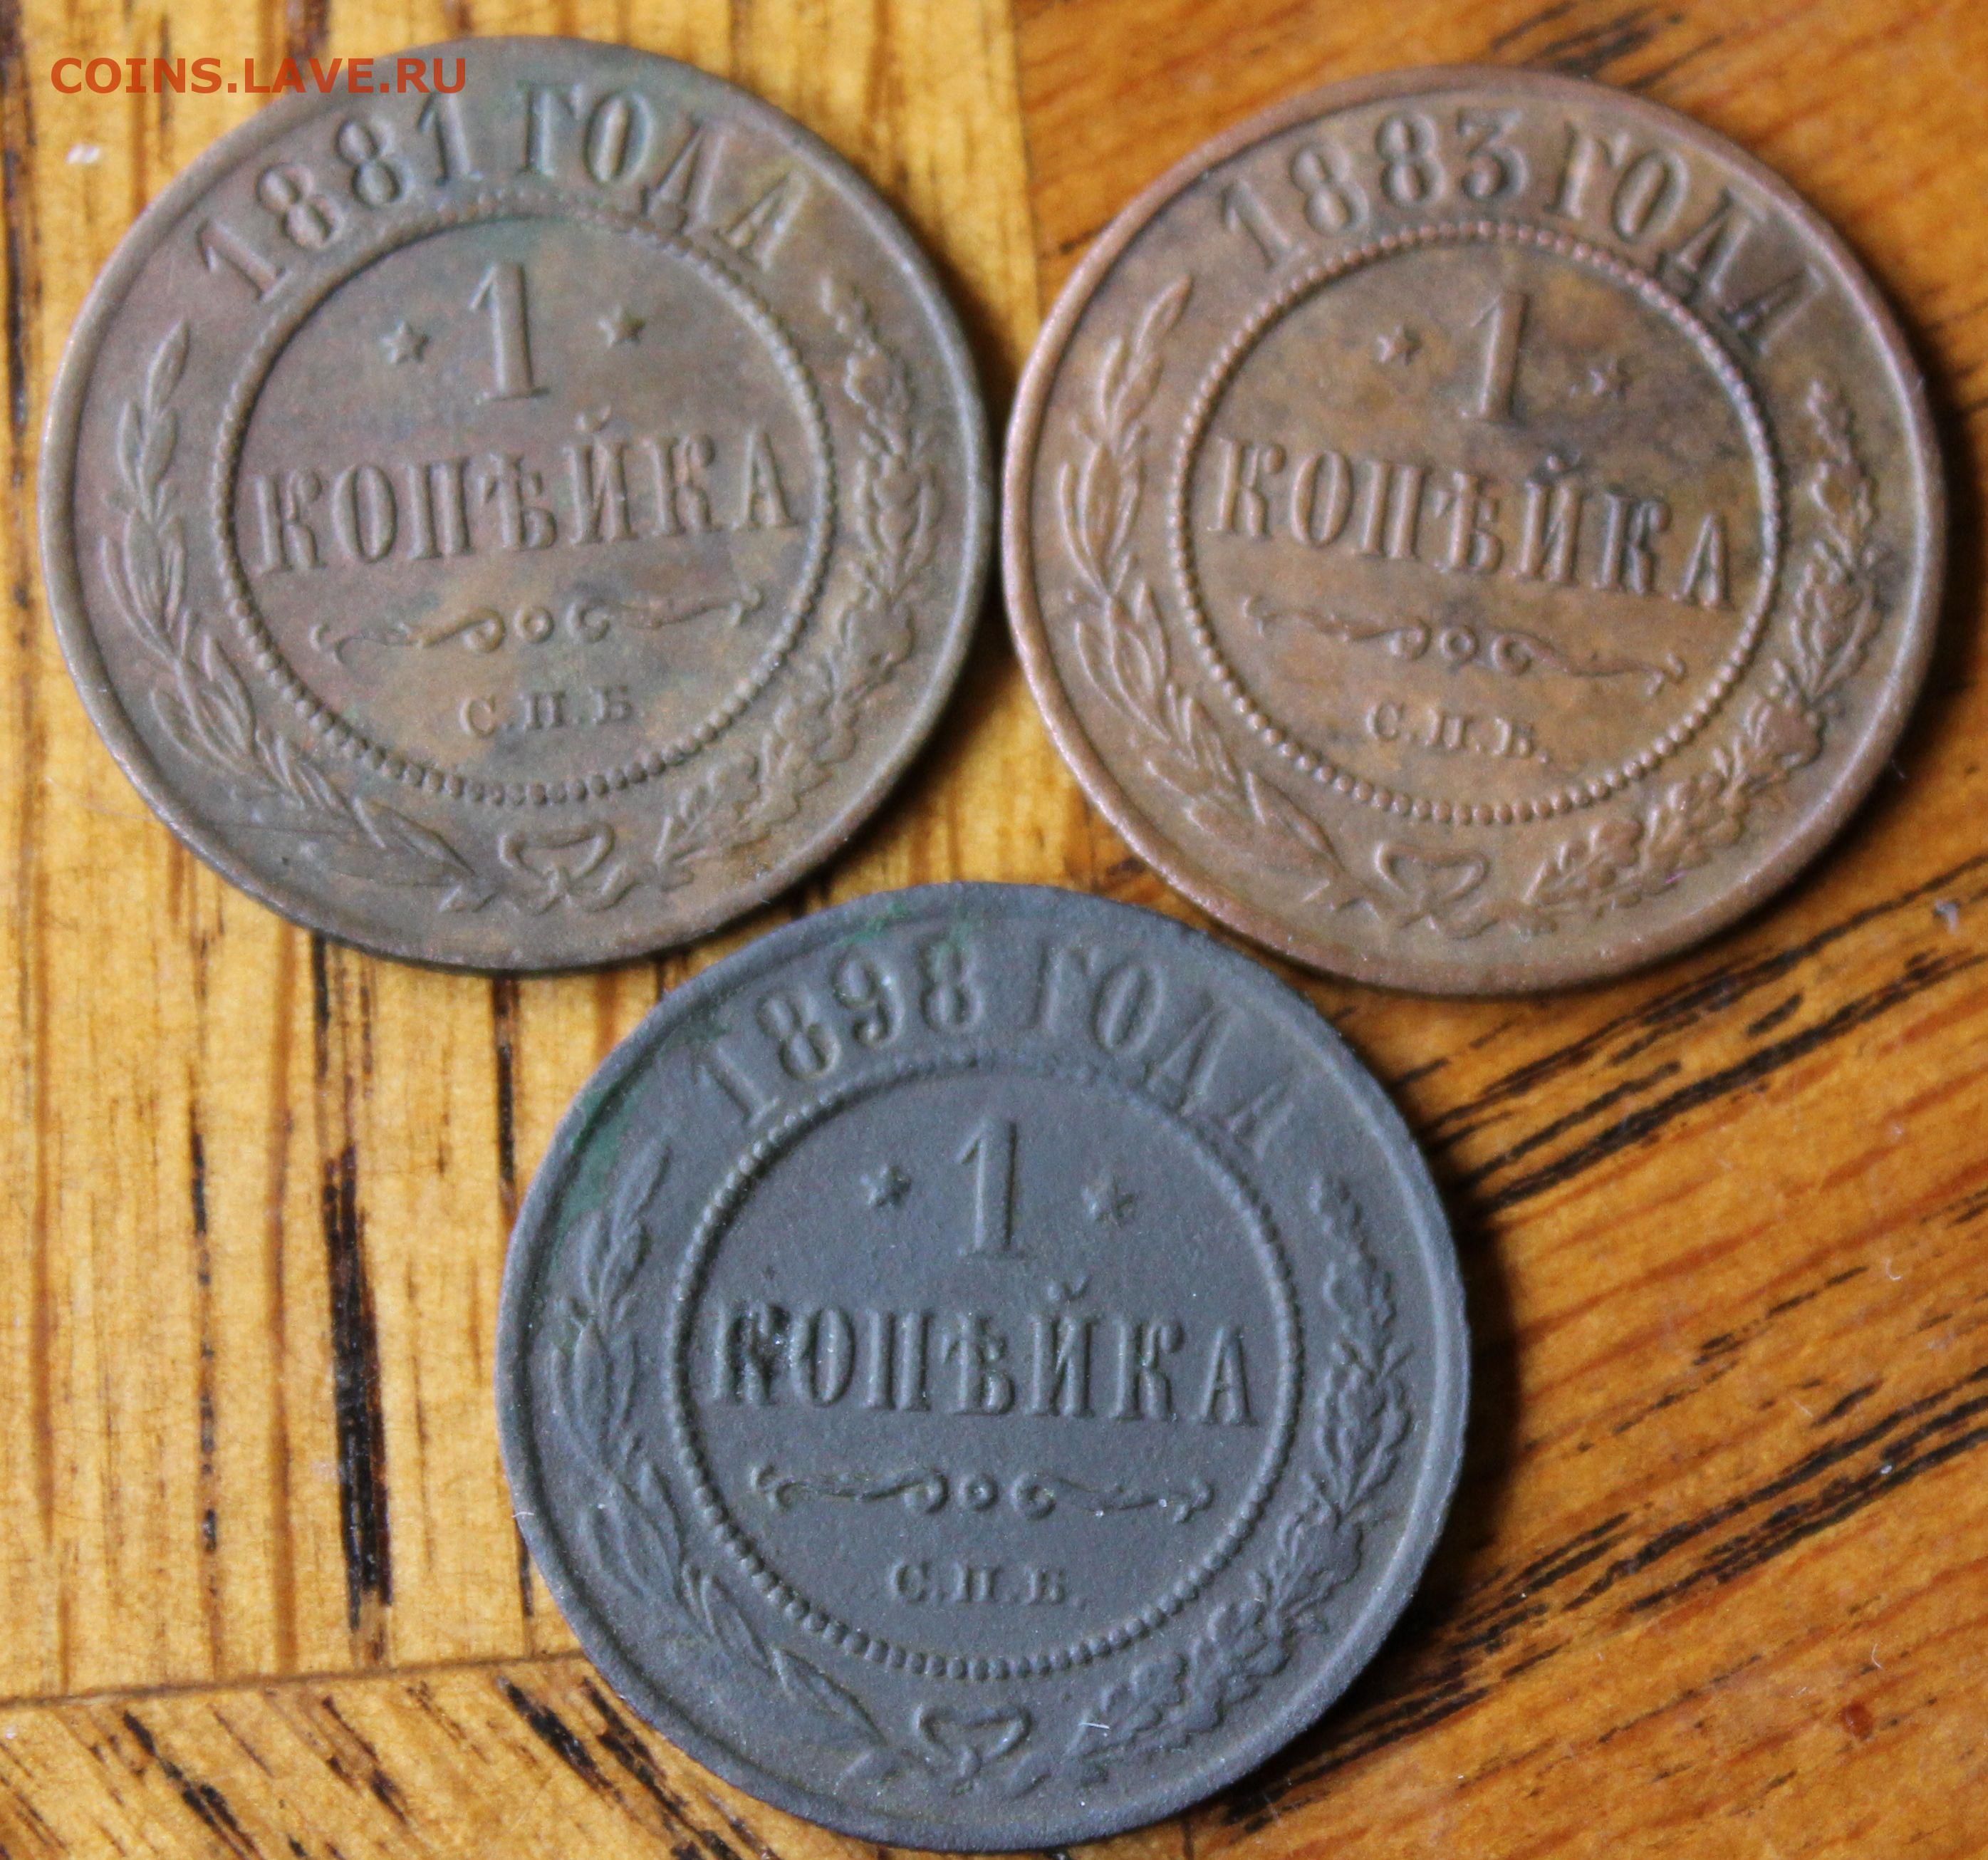 COINS.LAVE.RU
1881 ГОДА
1
КОПѢЙКА
С.П.Б.
1883 ГОДА
1
КОПѢЙКА
С.П.Б.
1898 ГОДА
1
КОПѢЙКА
С.П.Б.